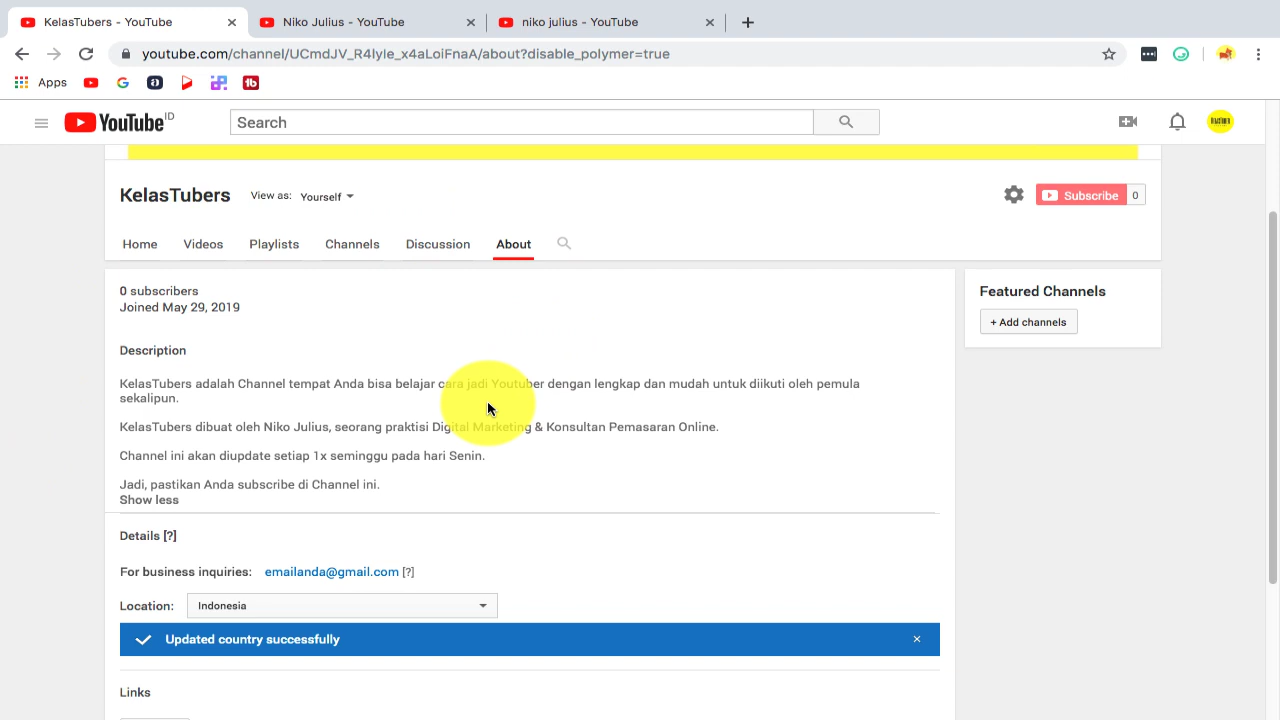 KelasTubers - YouTube
Niko Julius - YouTube
niko julius - YouTube
youtube.com/channel/UCmdJV_R4lyIe_x4aLoiFnaA/about?disable_polymer=true
Apps
YouTube ID
Search
KelasTubers View as: Yourself
Subscribe 0
Home Videos Playlists Channels Discussion About
0 subscribers
Joined May 29, 2019
Description
KelasTubers adalah Channel tempat Anda bisa belajar cara jadi Youtuber dengan lengkap dan mudah untuk diikuti oleh pemula
sekalipun.
KelasTubers dibuat oleh Niko Julius, seorang praktisi Digital Marketing & Konsultan Pemasaran Online.
Channel ini akan diupdate setiap 1x seminggu pada hari Senin.
Jadi, pastikan Anda subscribe di Channel ini.
Show less
Details [?]
For business inquiries: emailanda@gmail.com [?]
Location: Indonesia
Updated country successfully
Links
Featured Channels
+ Add channels